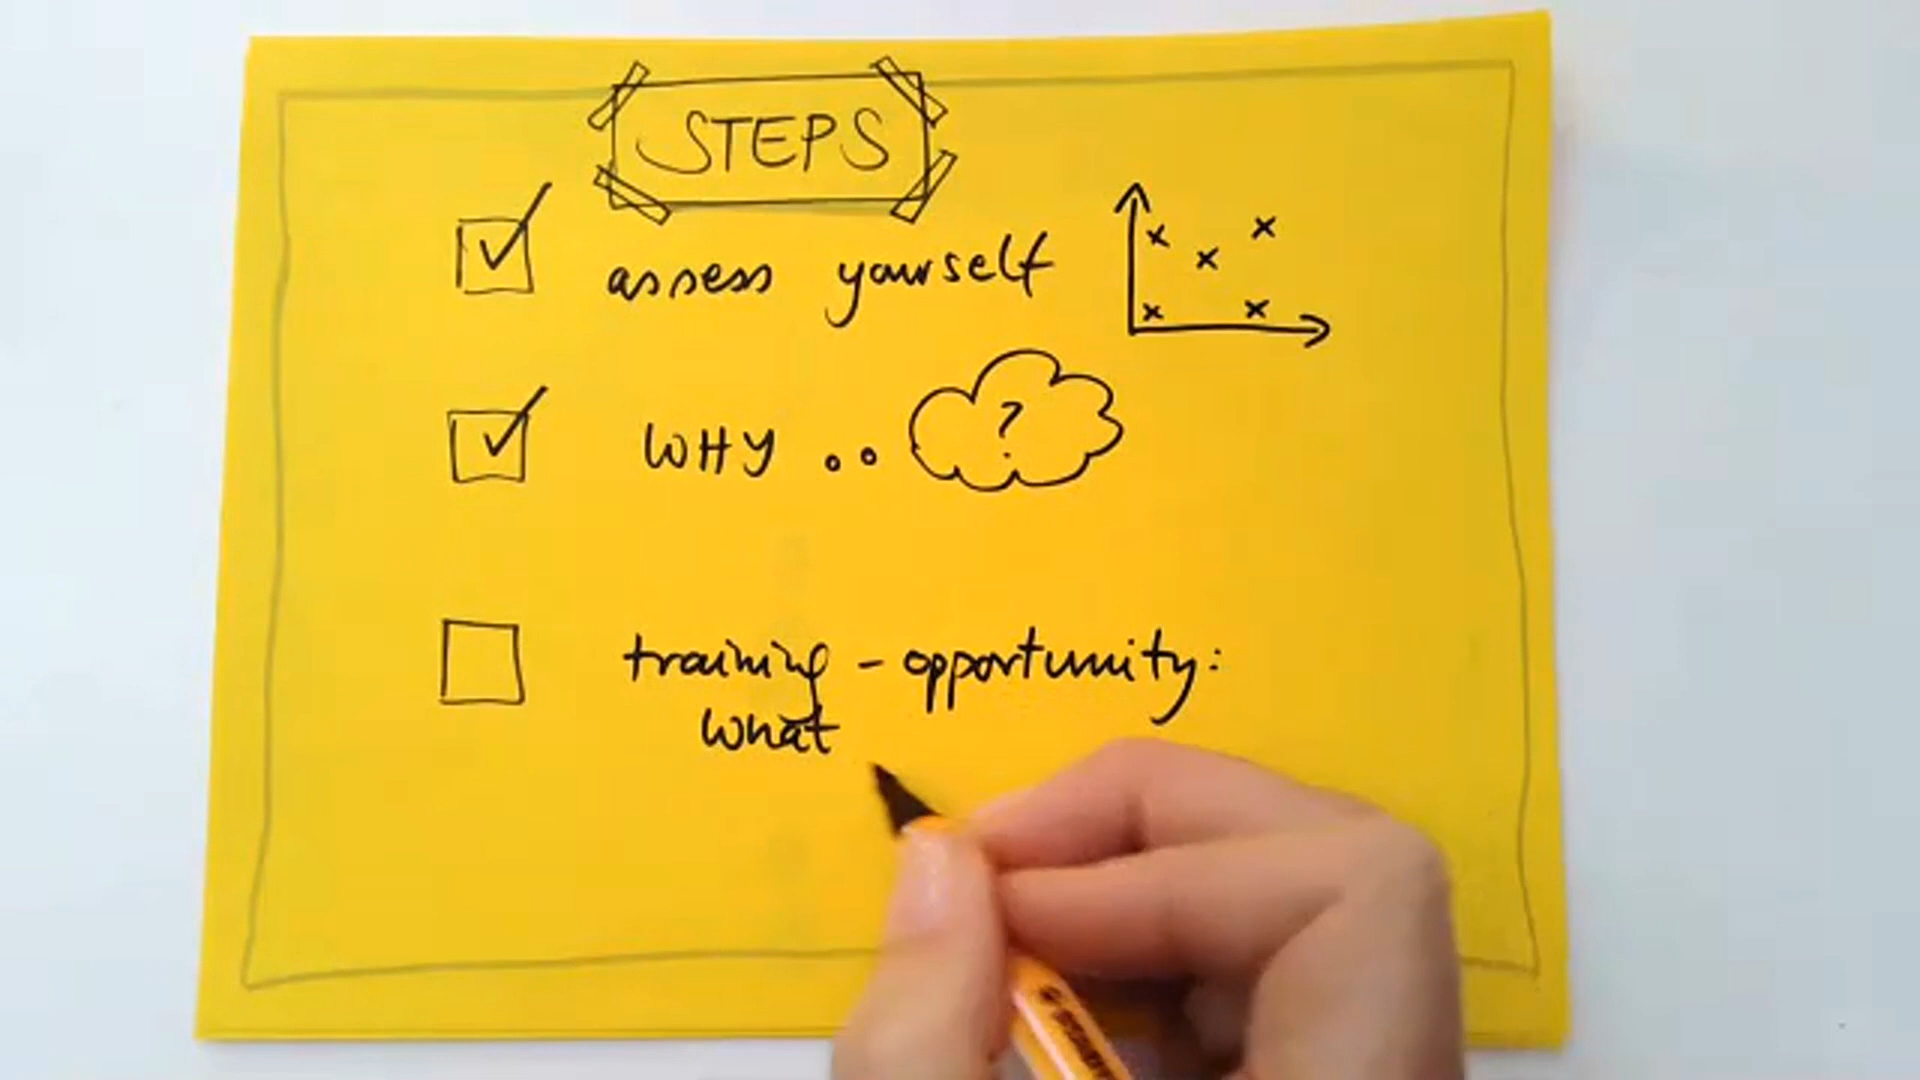 STEPS
assess yourself
WHY .. ?
training - opportunity:
what